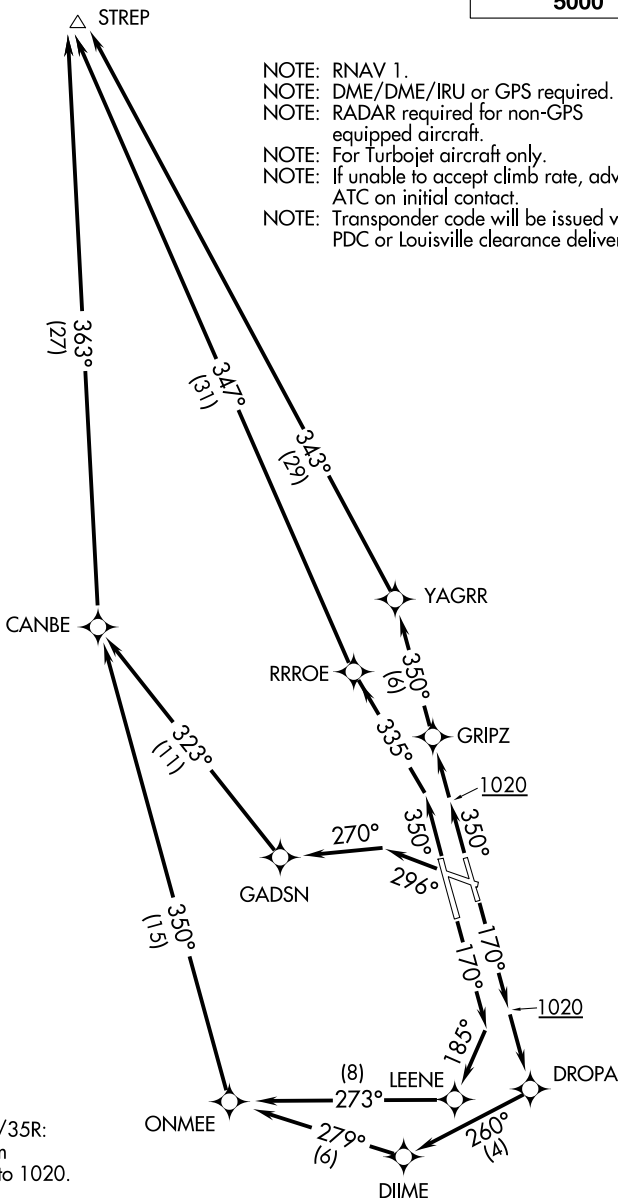 5000
STREP
NOTE: RNAV 1.
NOTE: DME/DME/IRU or GPS required.
NOTE: RADAR required for non-GPS
equipped aircraft.
NOTE: For Turbojet aircraft only.
NOTE: If unable to accept climb rate, adv
ATC on initial contact.
NOTE: Transponder code will be issued v
PDC or Louisville clearance deliver
363°
(27)
347°
(31)
343°
(29)
YAGRR
CANBE
RRROE
350°
(6)
GRIPZ
335°
323°
(11)
1020
350°
350°
270°
296°
GADSN
350°
(15)
170°
170°
1020
185°
(8)
LEENE
273°
DROPA
ONMEE
279°
(6)
260°
(4)
DIIME
/35R:
m
to 1020.